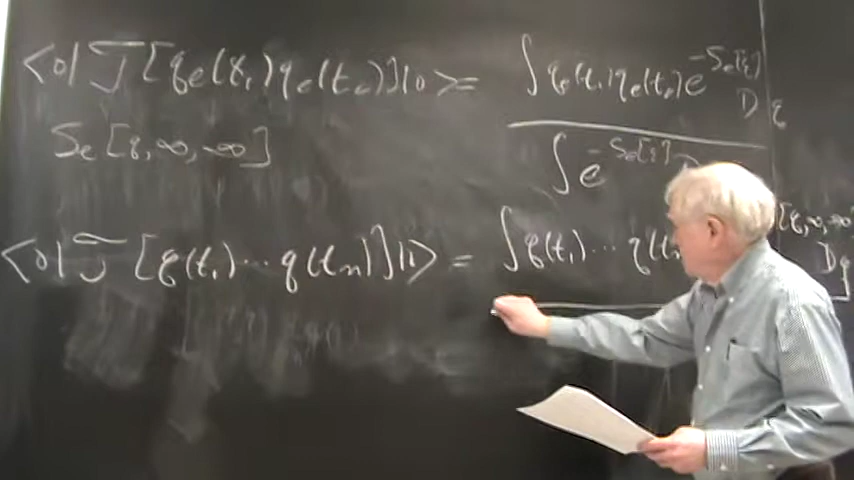 <0| T [q_e(t_1) q_e(t_2)] |0> = ∫ q_e(t_1) q_e(t_2) e^{-S_e[q]} D q
S_e [q, ∞, -∞] ∫ e^{-S_e[q]} D
<0| T [q(t_1) ... q(t_n)] |0> = ∫ q(t_1) ... q(t_n [q, ∞, -∞] D q